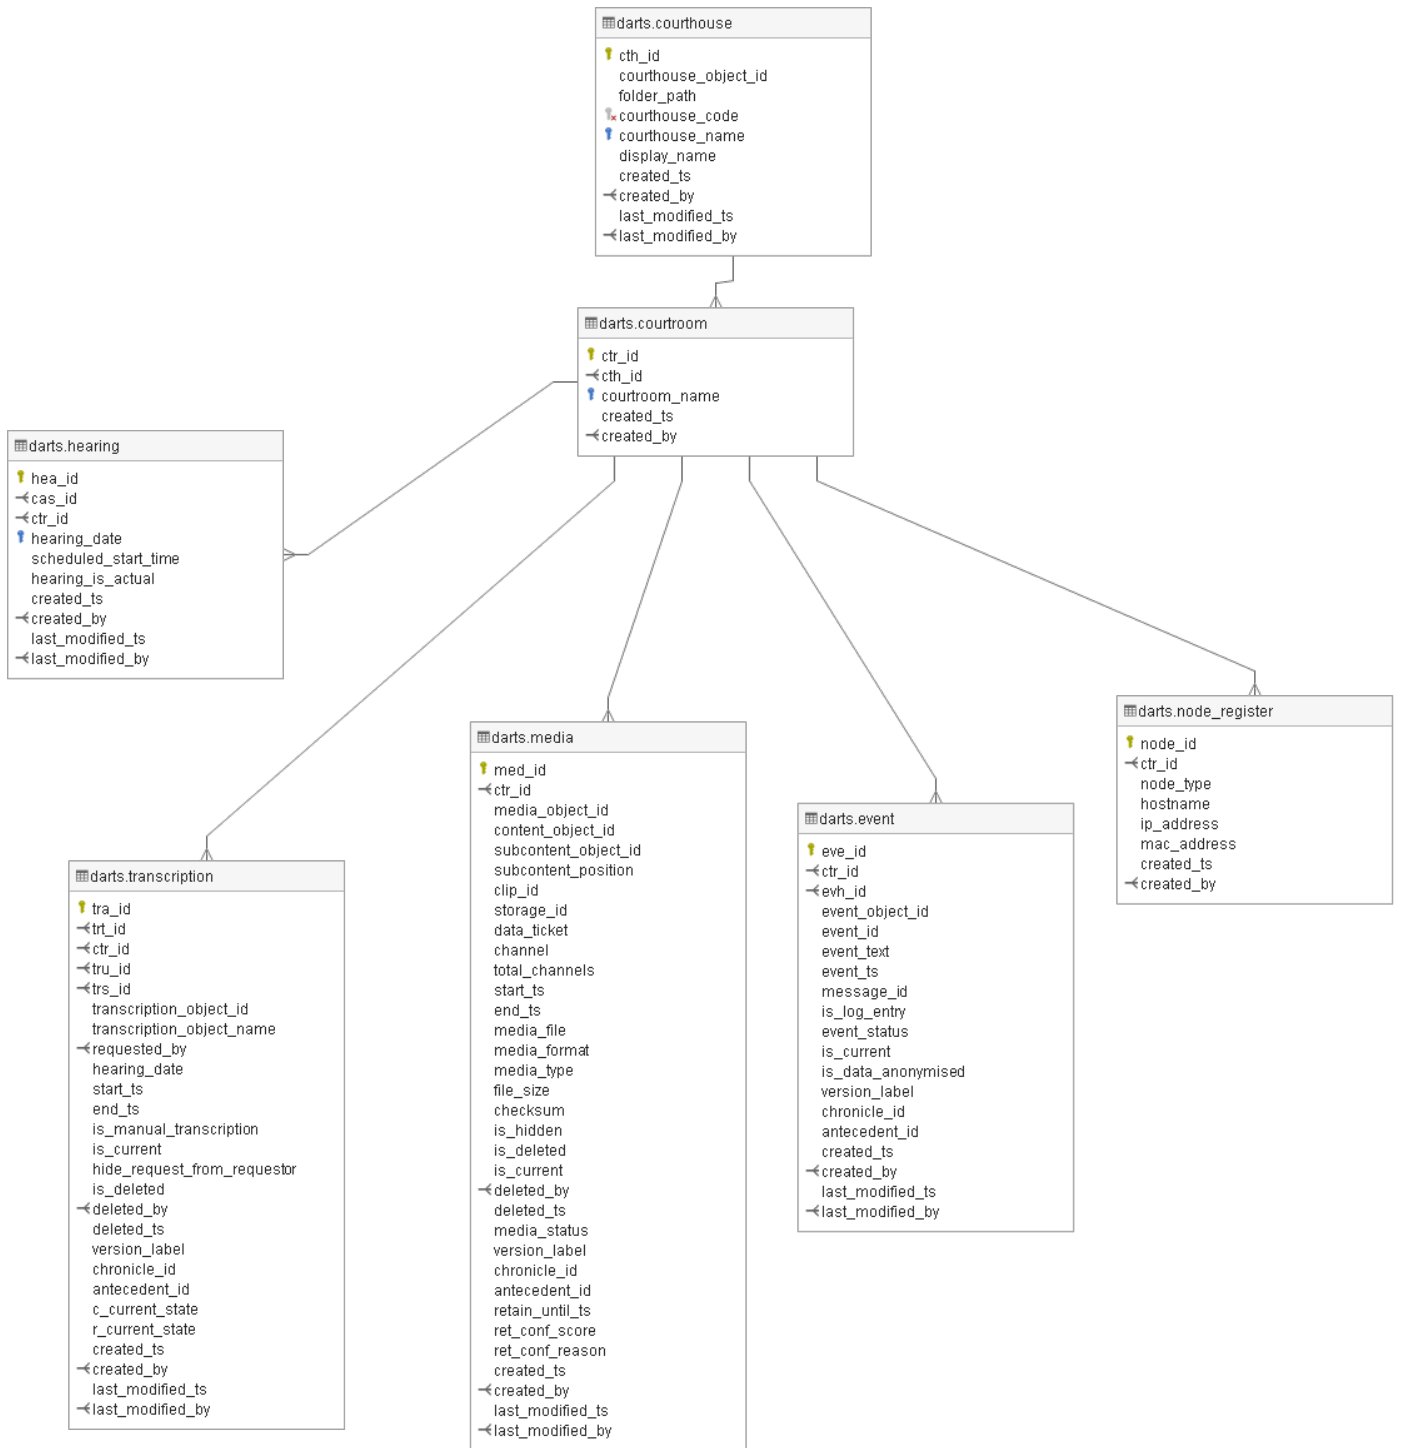 darts.courthouse
cth_id
courthouse_object_id
folder_path
courthouse_code
courthouse_name
display_name
created_ts
created_by
last_modified_ts
last_modified_by
darts.courtroom
ctr_id
cth_id
courtroom_name
created_ts
created_by
darts.hearing
hea_id
cas_id
ctr_id
hearing_date
scheduled_start_time
hearing_is_actual
created_ts
created_by
last_modified_ts
last_modified_by
darts.transcription
tra_id
trt_id
ctr_id
tru_id
trs_id
transcription_object_id
transcription_object_name
requested_by
hearing_date
start_ts
end_ts
is_manual_transcription
is_current
hide_request_from_requestor
is_deleted
deleted_by
deleted_ts
version_label
chronicle_id
antecedent_id
c_current_state
r_current_state
created_ts
created_by
last_modified_ts
last_modified_by
darts.media
med_id
ctr_id
media_object_id
content_object_id
subcontent_object_id
subcontent_position
clip_id
storage_id
data_ticket
channel
total_channels
start_ts
end_ts
media_file
media_format
media_type
file_size
checksum
is_hidden
is_deleted
is_current
deleted_by
deleted_ts
media_status
version_label
chronicle_id
antecedent_id
retain_until_ts
ret_conf_score
ret_conf_reason
created_ts
created_by
last_modified_ts
last_modified_by
darts.event
eve_id
ctr_id
evh_id
event_object_id
event_id
event_text
event_ts
message_id
is_log_entry
event_status
is_current
is_data_anonymised
version_label
chronicle_id
antecedent_id
created_ts
created_by
last_modified_ts
last_modified_by
darts.node_register
node_id
ctr_id
node_type
hostname
ip_address
mac_address
created_ts
created_by